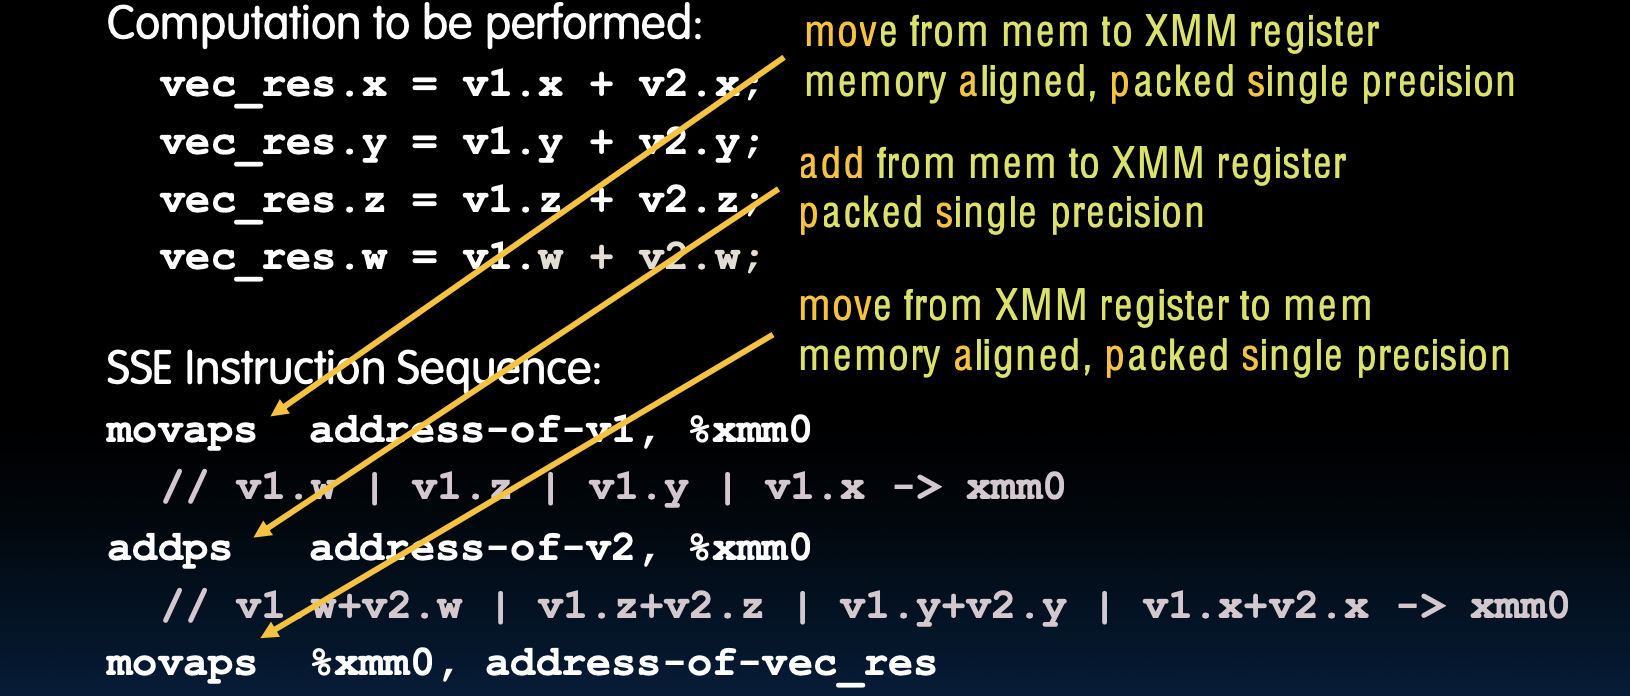 Computation to be performed:
vec_res.x = v1.x + v2.x;
vec_res.y = v1.y + v2.y;
vec_res.z = v1.z + v2.z;
vec_res.w = v1.w + v2.w;
move from mem to XMM register
memory aligned, packed single precision
add from mem to XMM register
packed single precision
move from XMM register to mem
memory aligned, packed single precision
SSE Instruction Sequence:
movaps address-of-v1, %xmm0
// v1.w | v1.z | v1.y | v1.x -> xmm0
addps address-of-v2, %xmm0
// v1.w+v2.w | v1.z+v2.z | v1.y+v2.y | v1.x+v2.x -> xmm0
movaps %xmm0, address-of-vec_res